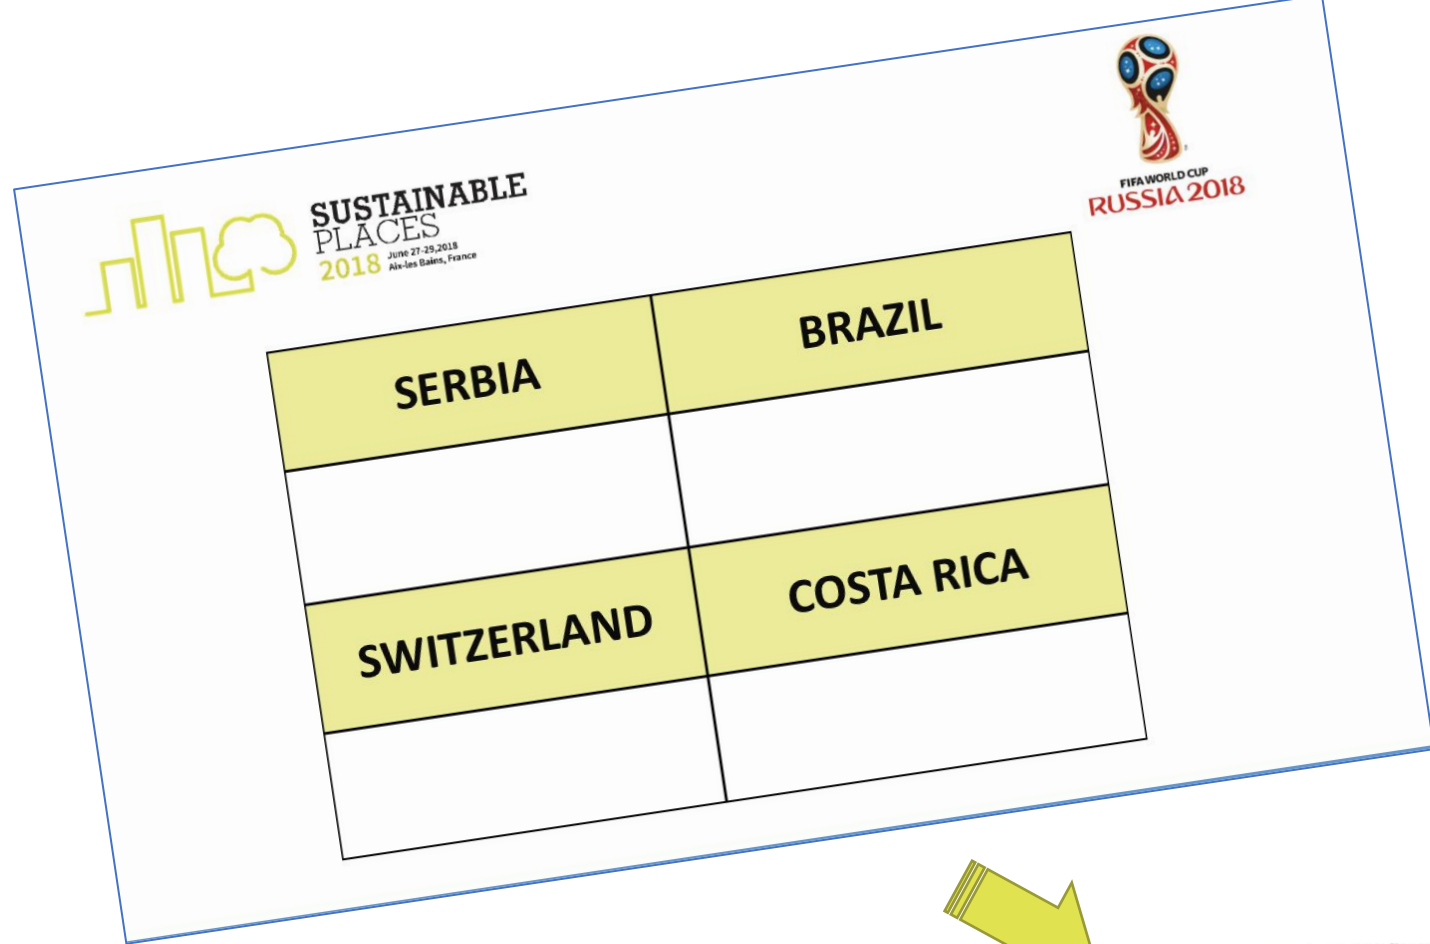 SUSTAINABLE
PLACES
2018 June 27-29,2018
Aix-les Bains, France
FIFA WORLD CUP
RUSSIA 2018
SERBIA BRAZIL
SWITZERLAND COSTA RICA